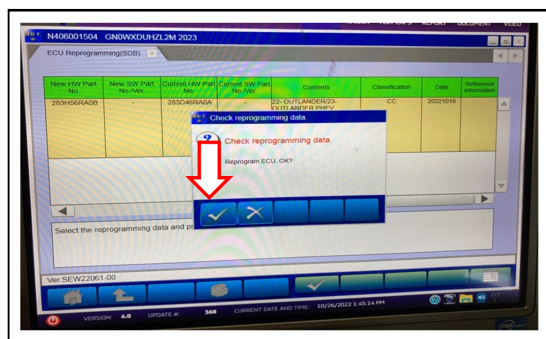 REPORT DOCUMENT VIDEO
N406001504 GN0WXDUHZL2M 2023
ECU Reprogramming(SDB)
New HW Part No. New SW Part No./Ver. Current HW Part No. Current SW Part No./Ver. Contents Classification Date Reference information
283H56RA0B - 283D46RA0A 22- OUTLANDER/23- OUTLANDER PHEV CC 20221018
Check reprogramming data.
Check reprogramming data.
Reprogram ECU. OK?
Select the reprogramming data and pr
Ver.SEW22061-00
VERSION: 4.0 UPDATE #: 368 CURRENT DATE AND TIME: 10/26/2022 1:45:14 PM